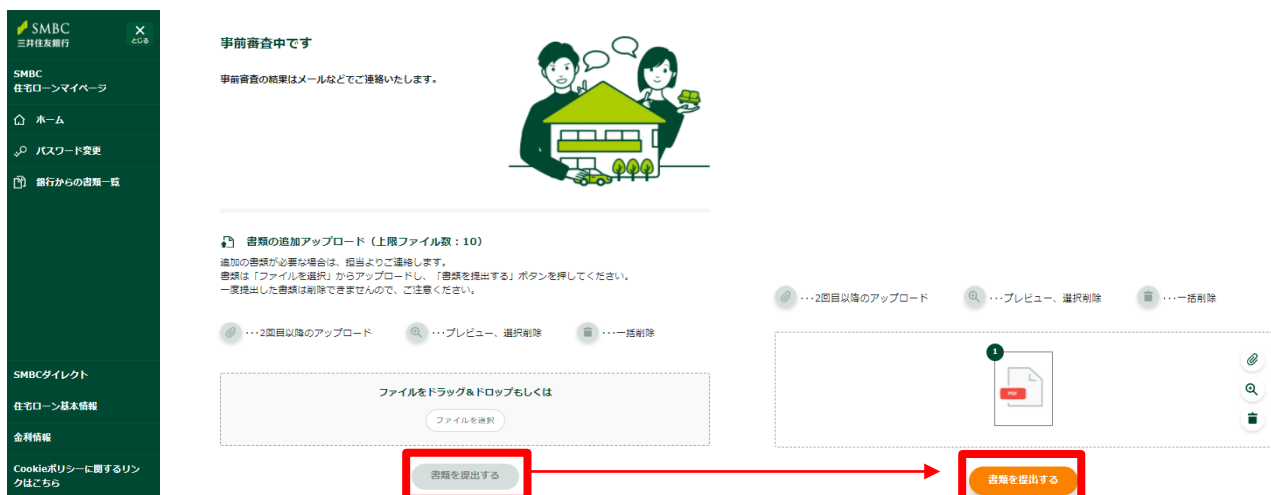 SMBC
三井住友銀行
とじる
SMBC
住宅ローンマイページ
ホーム
パスワード変更
銀行からの書類一覧
SMBCダイレクト
住宅ローン基本情報
金利情報
Cookieポリシーに関するリン
クはこちら
事前審査中です
事前審査の結果はメールなどでご連絡いたします。
書類の追加アップロード（上限ファイル数：10）
追加の書類が必要な場合は、担当よりご連絡します。
書類は「ファイルを選択」からアップロードし、「書類を提出する」ボタンを押してください。
一度提出した書類は削除できませんので、ご注意ください。
･･･2回目以降のアップロード
･･･プレビュー、選択削除
･･･一括削除
ファイルをドラッグ&ドロップもしくは
ファイルを選択
書類を提出する
･･･2回目以降のアップロード
･･･プレビュー、選択削除
･･･一括削除
1
PDF
書類を提出する